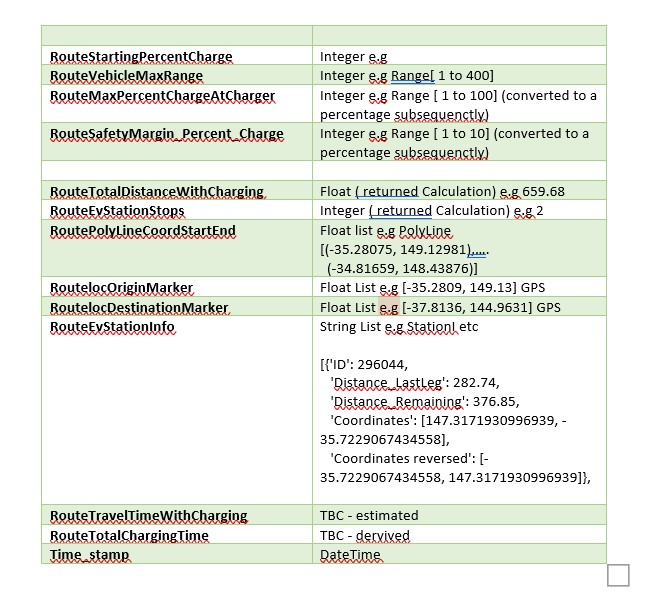 RouteStartingPercentCharge Integer e.g
RouteVehicleMaxRange Integer e.g Range[ 1 to 400]
RouteMaxPercentChargeAtCharger Integer e.g Range [ 1 to 100] (converted to a
percentage subsequenctly)
RouteSafetyMargin_Percent_Charge Integer e.g Range [ 1 to 10] (converted to a
percentage subsequenctly)
RouteTotalDistanceWithCharging Float ( returned Calculation) e.g 659.68
RouteEvStationStops Integer ( returned Calculation) e.g 2
RoutePolyLineCoordStartEnd Float list e.g PolyLine
[(-35.28075, 149.12981),....
(-34.81659, 148.43876)]
RoutelocOriginMarker Float List e.g [-35.2809, 149.13] GPS
RoutelocDestinationMarker Float List e.g [-37.8136, 144.9631] GPS
RouteEvStationInfo String List e.g StationI etc
[{'ID': 296044,
'Distance_LastLeg': 282.74,
'Distance_Remaining': 376.85,
'Coordinates': [147.3171930996939, -
35.7229067434558],
'Coordinates reversed': [-
35.7229067434558, 147.3171930996939]},
RouteTravelTimeWithCharging TBC - estimated
RouteTotalChargingTime TBC - dervived
Time_stamp DateTime